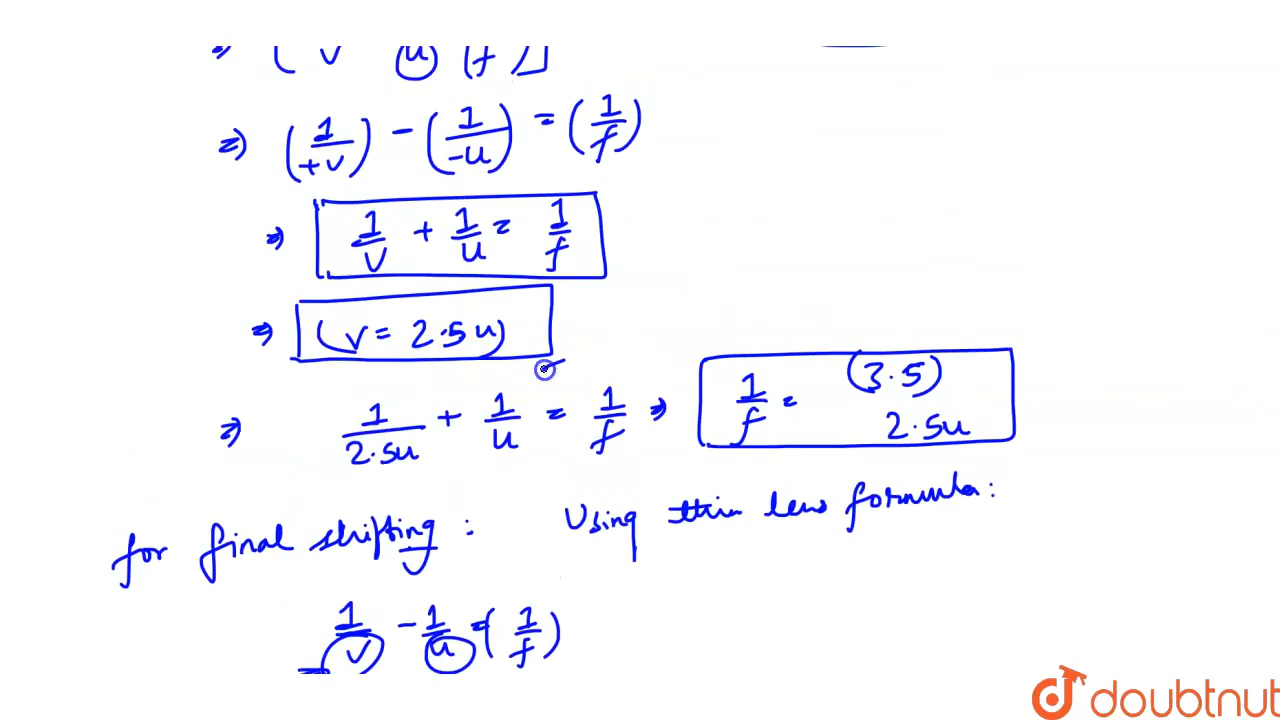 ⇒ (1/+v) - (1/-u) = (1/f)
⇒ 1/v + 1/u = 1/f
⇒ (v = 2.5u)
⇒ 1/2.5u + 1/u = 1/f ⇒ 1/f = (3.5)/2.5u
for final shifting : Using thin lens formula :
1/v - 1/u = (1/f)
doubtnut